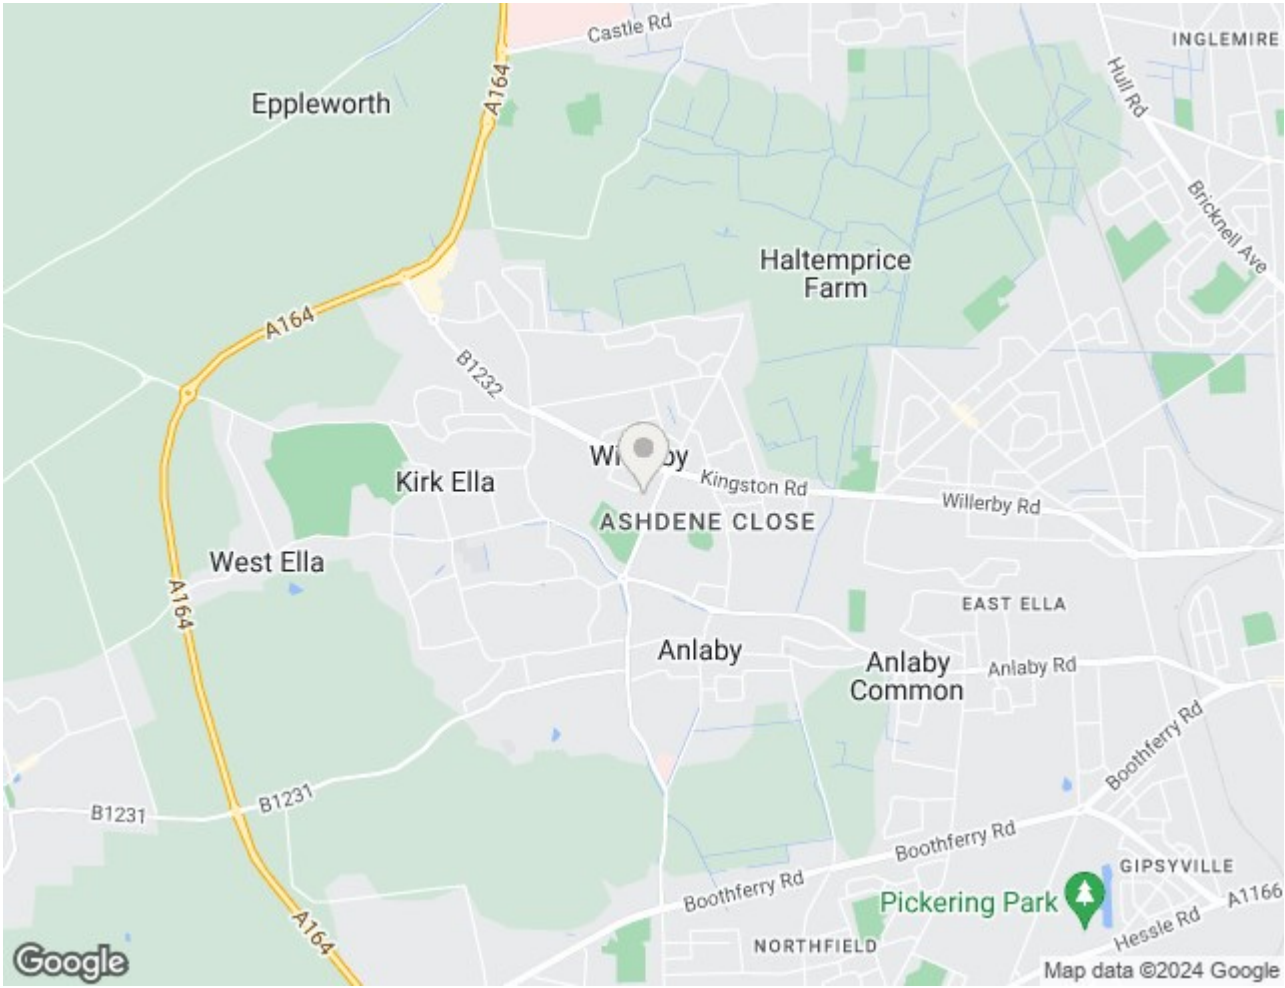 Castle Rd
INGLEMIRE
A164
Hull Rd
Eppleworth
Bricknell Ave
Haltemprice
Farm
A164
B1232
Kirk Ella
Kingston Rd
Willerby Rd
ASHDENE CLOSE
West Ella
A164
EAST ELLA
Anlaby
Anlaby
Common
Anlaby Rd
Boothferry Rd
B1231
B1231
Boothferry Rd
GIPSYVILLE
Boothferry Rd
Pickering Park
A1166
Hessle Rd
A164
NORTHFIELD
Google
Map data ©2024 Google